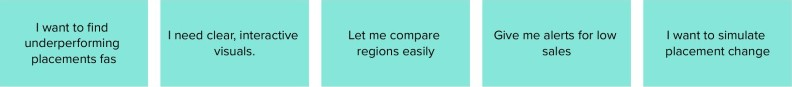 I want to find
underperforming
placements fas
I need clear, interactive
visuals.
Let me compare
regions easily
Give me alerts for low
sales
I want to simulate
placement change